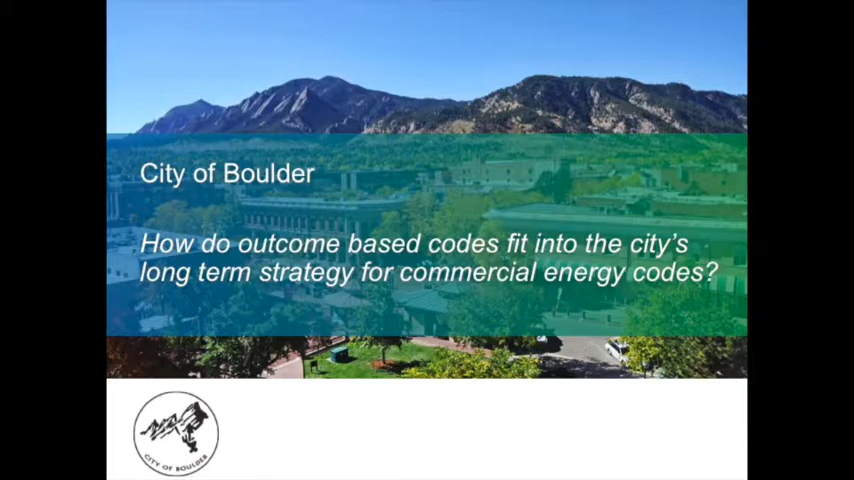 City of Boulder
How do outcome based codes fit into the city's
long term strategy for commercial energy codes?
CITY OF BOULDER